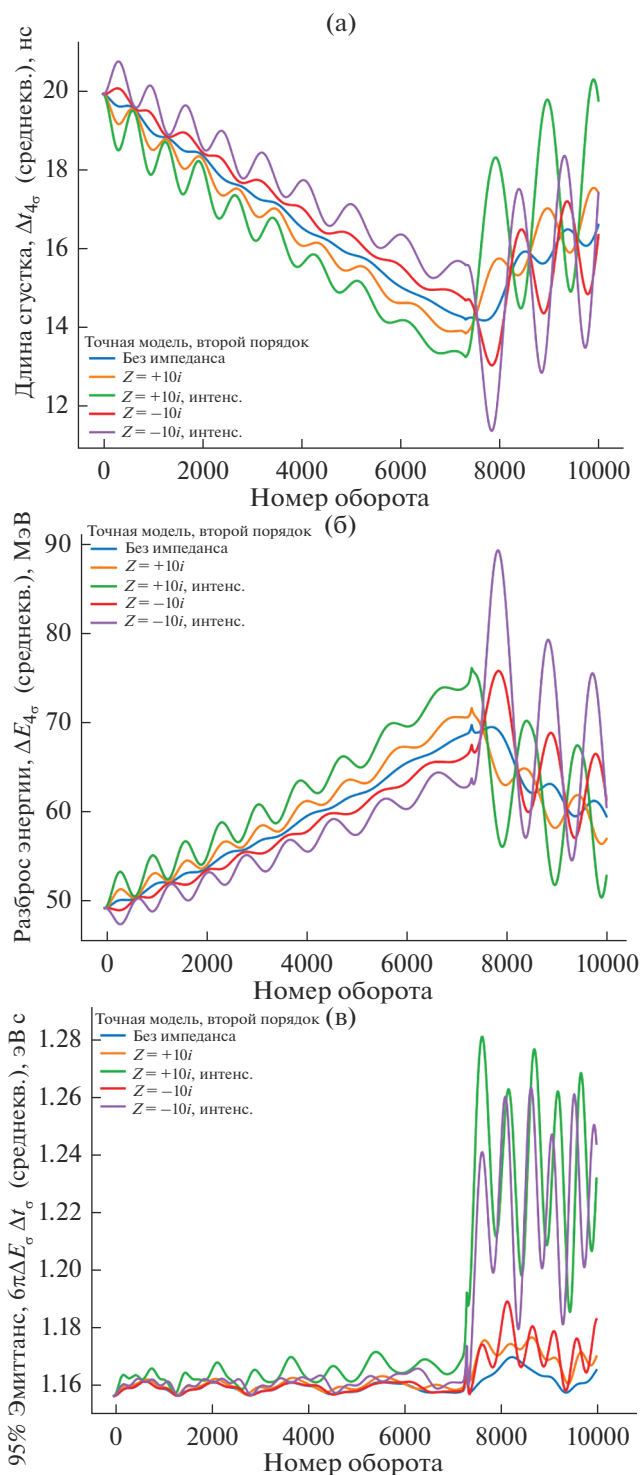 (а)
Длина сгустка, Δt4σ (среднекв.), нс
20
18
16
14
12
Точная модель, второй порядок
Без импеданса
Z = +10i
Z = +10i, интенс.
Z = −10i
Z = −10i, интенс.
0 2000 4000 6000 8000 10000
Номер оборота
(б)
Разброс энергии, ΔE4σ (среднекв.), МэВ
90
80
70
60
50
Точная модель, второй порядок
Без импеданса
Z = +10i
Z = +10i, интенс.
Z = −10i
Z = −10i, интенс.
0 2000 4000 6000 8000 10000
Номер оборота
(в)
95% Эмиттанс, 6πΔEσ Δtσ (среднекв.), эВ с
1.28
1.26
1.24
1.22
1.20
1.18
1.16
Точная модель, второй порядок
Без импеданса
Z = +10i
Z = +10i, интенс.
Z = −10i
Z = −10i, интенс.
0 2000 4000 6000 8000 10000
Номер оборота